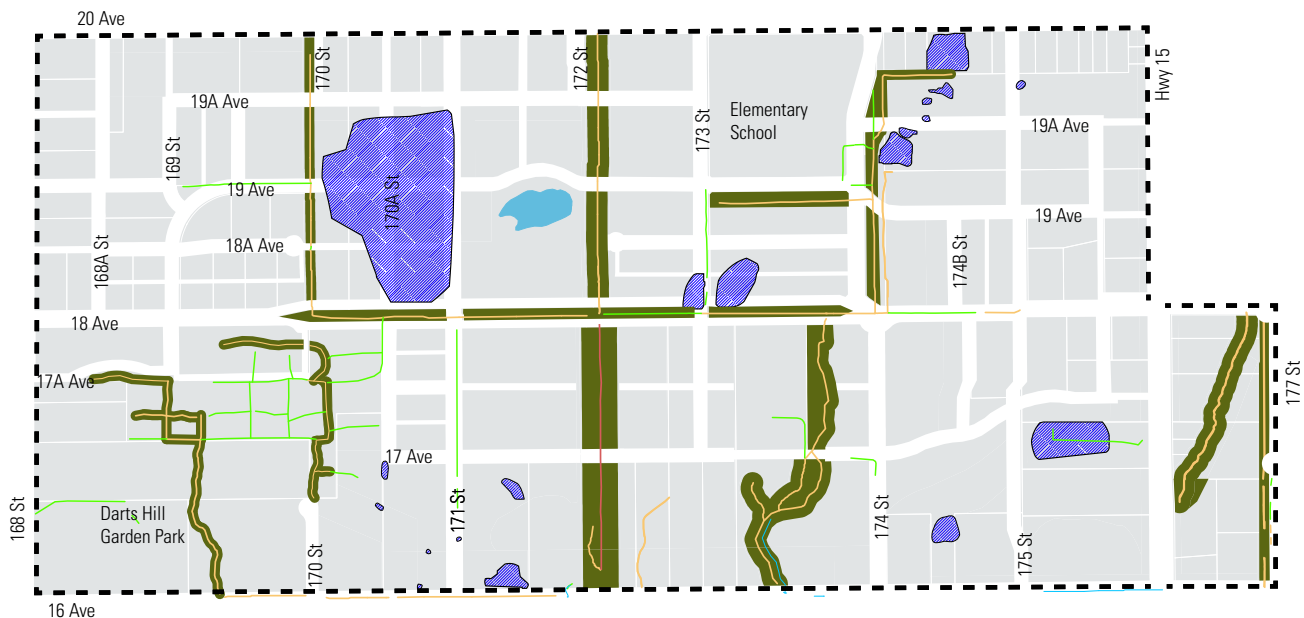 20 Ave
170 St
172 St
Hwy 15
19A Ave
Elementary
School
173 St
19A Ave
169 St
19 Ave
170A St
19 Ave
18A Ave
168A St
174B St
18 Ave
17A Ave
177 St
17 Ave
168 St
Darts Hill
Garden Park
171 St
174 St
175 St
170 St
16 Ave